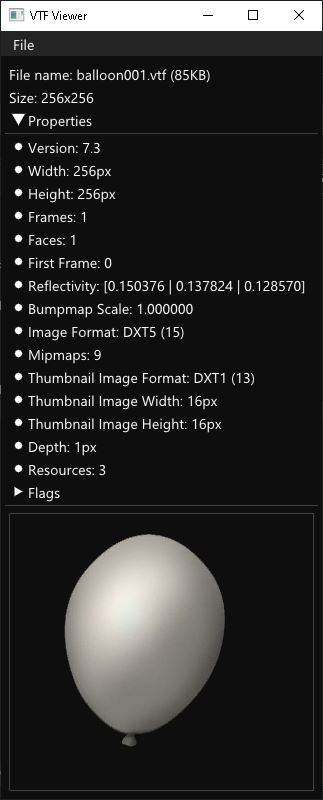 VTF Viewer
File
File name: balloon001.vtf (85KB)
Size: 256x256
Properties
Version: 7.3
Width: 256px
Height: 256px
Frames: 1
Faces: 1
First Frame: 0
Reflectivity: [0.150376 | 0.137824 | 0.128570]
Bumpmap Scale: 1.000000
Image Format: DXT5 (15)
Mipmaps: 9
Thumbnail Image Format: DXT1 (13)
Thumbnail Image Width: 16px
Thumbnail Image Height: 16px
Depth: 1px
Resources: 3
Flags